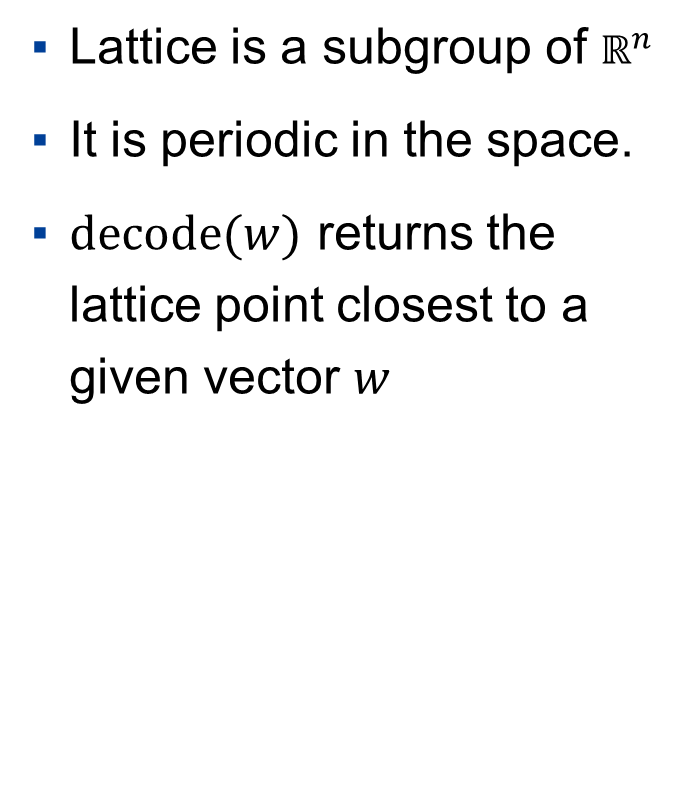 ▪ Lattice is a subgroup of ℝⁿ
▪ It is periodic in the space.
▪ decode(w) returns the
lattice point closest to a
given vector w